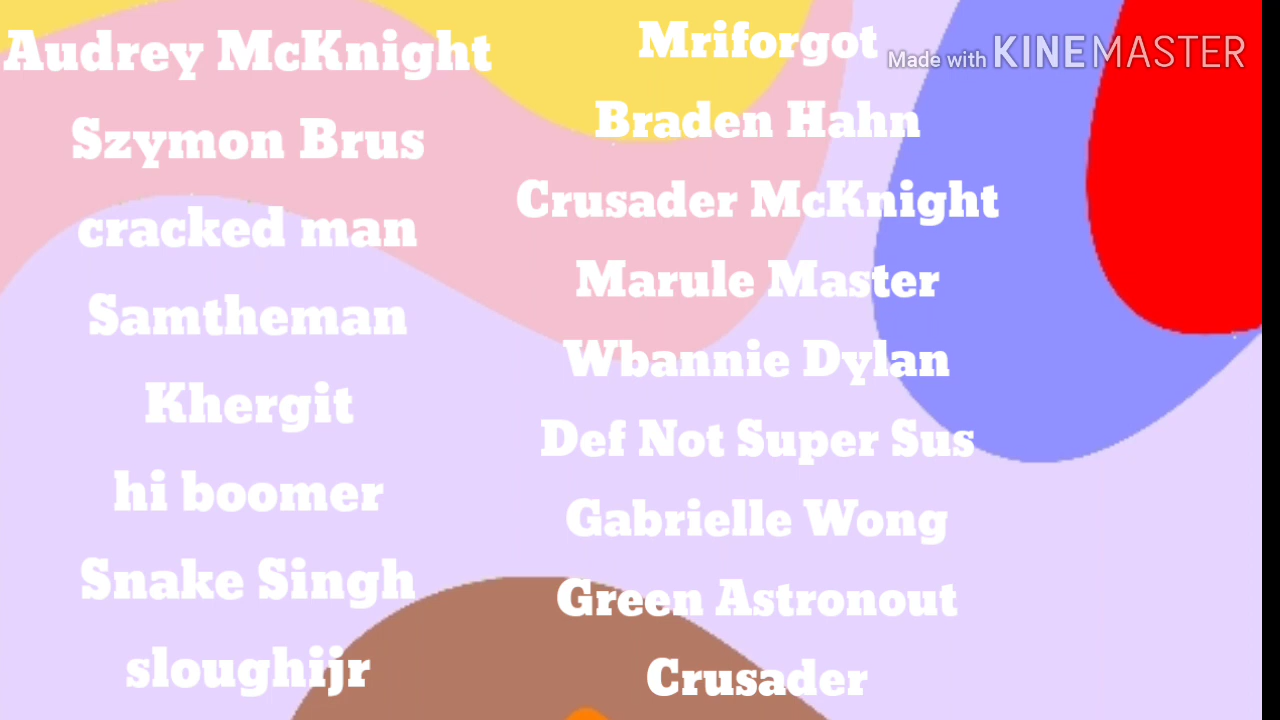 Audrey McKnight
Szymon Brus
cracked man
Samtheman
Khergit
hi boomer
Snake Singh
sloughijr
Mriforgot
Braden Hahn
Crusader McKnight
Marule Master
Wbannie Dylan
Def Not Super Sus
Gabrielle Wong
Green Astronout
Crusader
Made with KINEMASTER